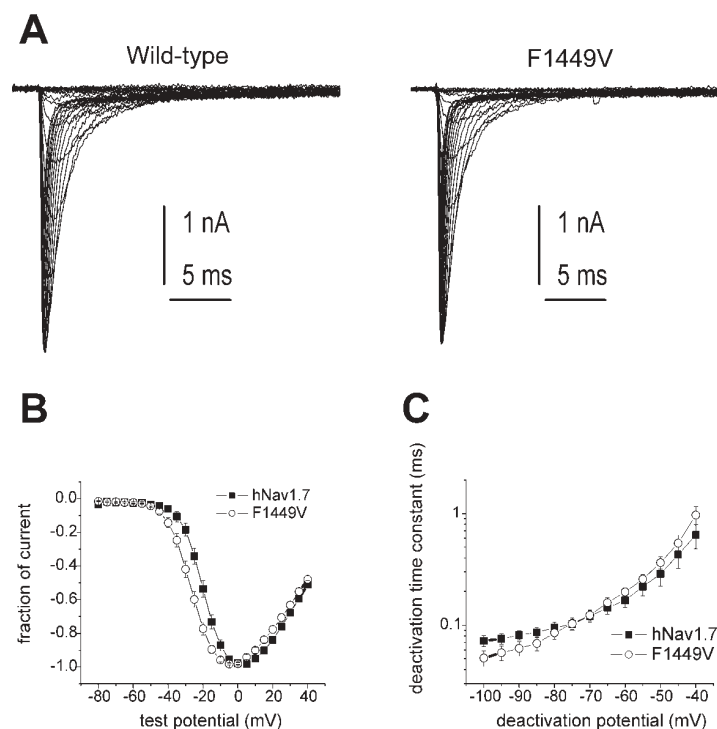 A
Wild-type
F1449V
1 nA
5 ms
1 nA
5 ms
B
fraction of current
0.0
-0.2
-0.4
-0.6
-0.8
-1.0
hNav1.7
F1449V
-80 -60 -40 -20 0 20 40
test potential (mV)
C
deactivation time constant (ms)
1
0.1
hNav1.7
F1449V
-100 -90 -80 -70 -60 -50 -40
deactivation potential (mV)